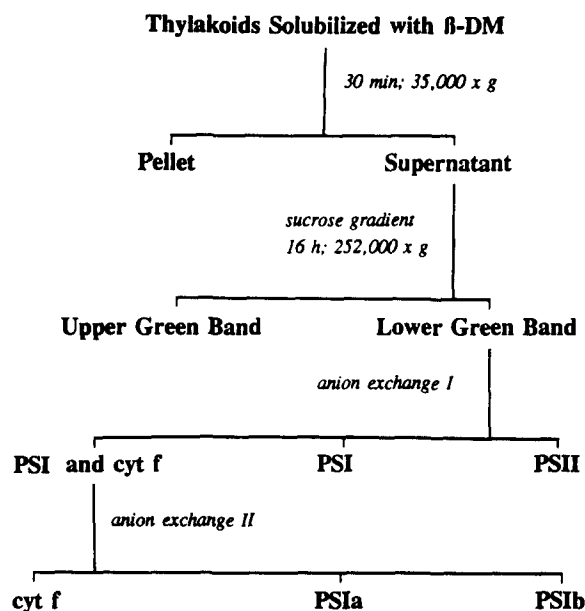 Thylakoids Solubilized with ß-DM
30 min; 35,000 x g
Pellet Supernatant
sucrose gradient
16 h; 252,000 x g
Upper Green Band Lower Green Band
anion exchange I
PSI and cyt f PSI PSII
anion exchange II
cyt f PSIa PSIb